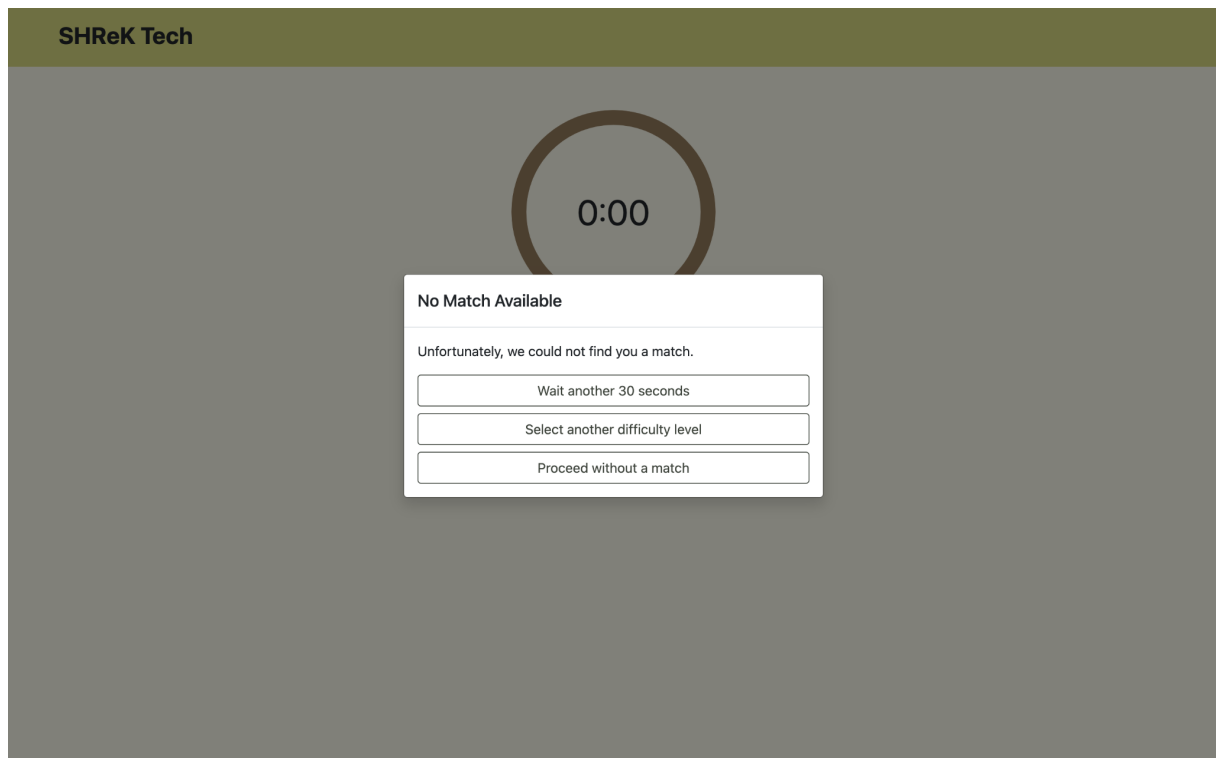 SHReK Tech
0:00
No Match Available
Unfortunately, we could not find you a match.
Wait another 30 seconds
Select another difficulty level
Proceed without a match